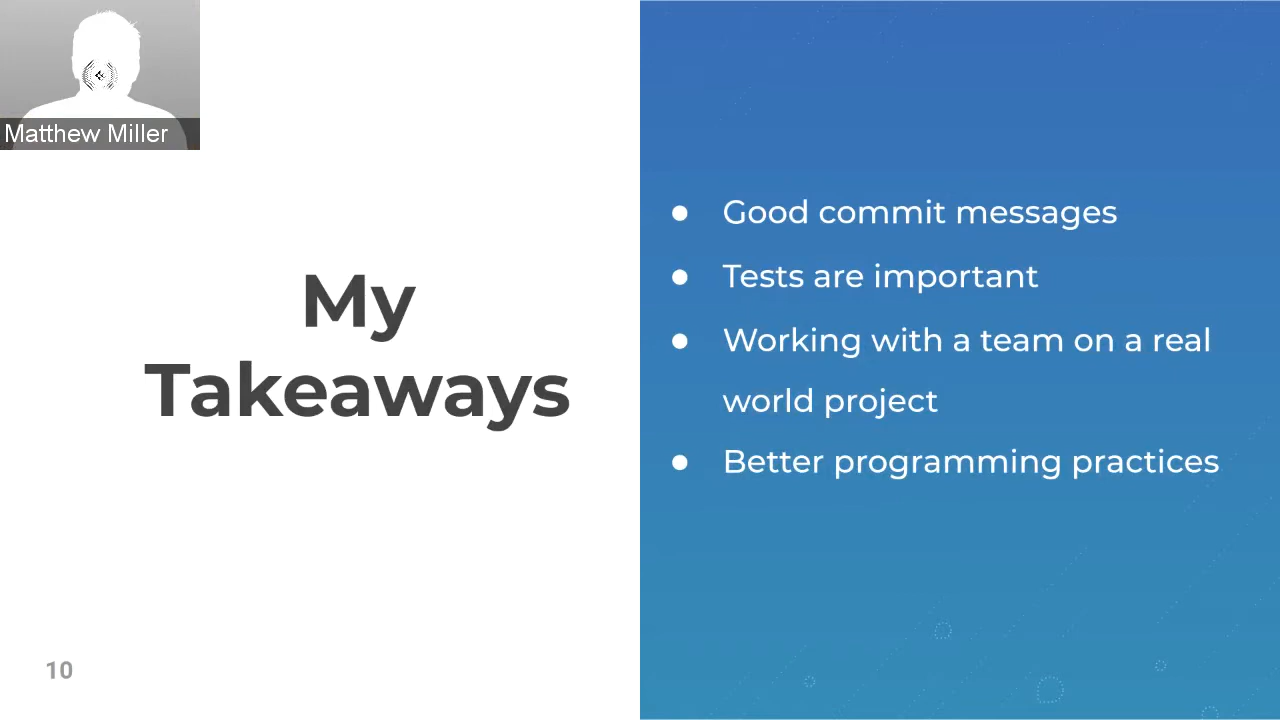 Matthew Miller
My
Takeaways
● Good commit messages
● Tests are important
● Working with a team on a real
world project
● Better programming practices
10